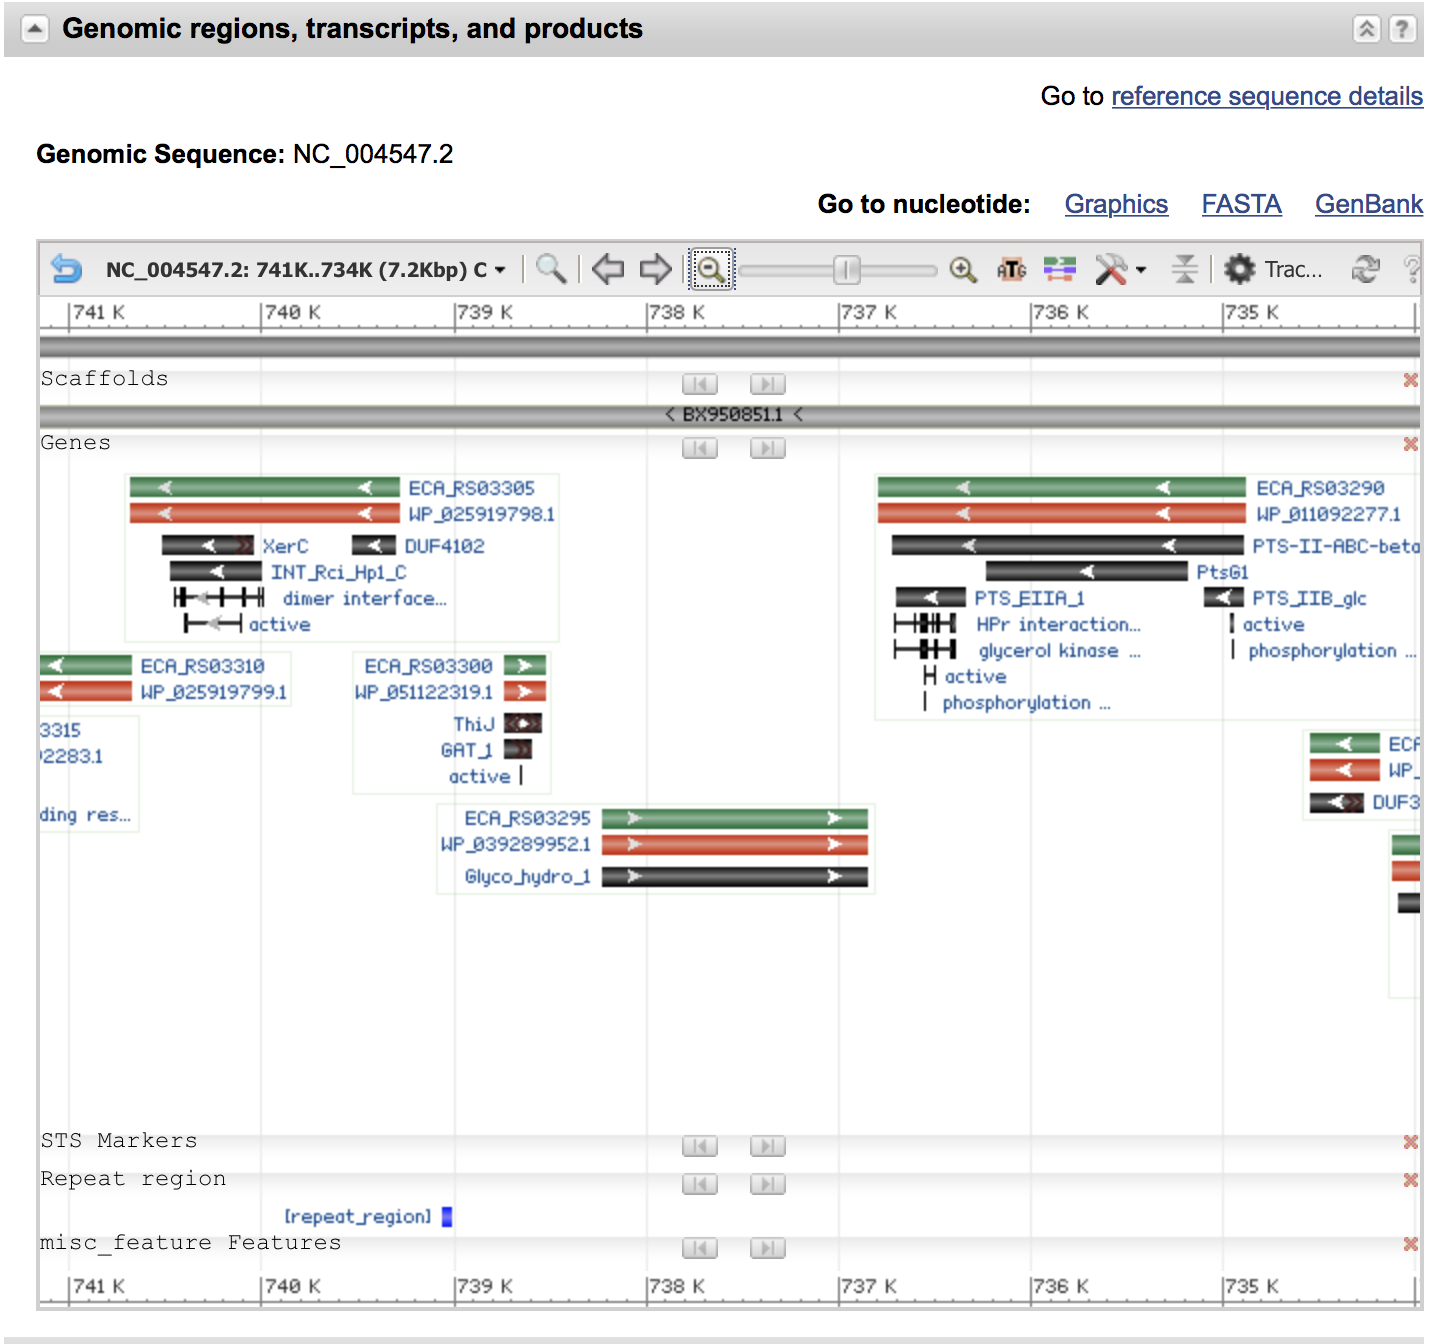 Genomic regions, transcripts, and products
Go to reference sequence details
Genomic Sequence: NC_004547.2
Go to nucleotide: Graphics FASTA GenBank
NC_004547.2: 741K..734K (7.2Kbp) C
ATG
Trac...
741 K 740 K 739 K 738 K 737 K 736 K 735 K
Scaffolds
< BX950851.1 <
Genes
ECA_RS03305 ECA_RS03290
WP_025919798.1 WP_011092277.1
XerC DUF4102 PTS-II-ABC-beta
INT_Rci_Hp1_C PtsG1
dimer interface... PTS_EIIA_1 PTS_IIB_glc
active HPr interaction... active
glycerol kinase ... phosphorylation ...
ECA_RS03310 ECA_RS03300 active
WP_025919799.1 WP_051122319.1 phosphorylation ...
3315 ThiJ
2283.1 GAT_1 WP_
active
DUF3
ding res... ECA_RS03295
WP_039289952.1
Glyco_hydro_1
STS Markers
Repeat region
[repeat_region]
misc_feature Features
741 K 740 K 739 K 738 K 737 K 736 K 735 K